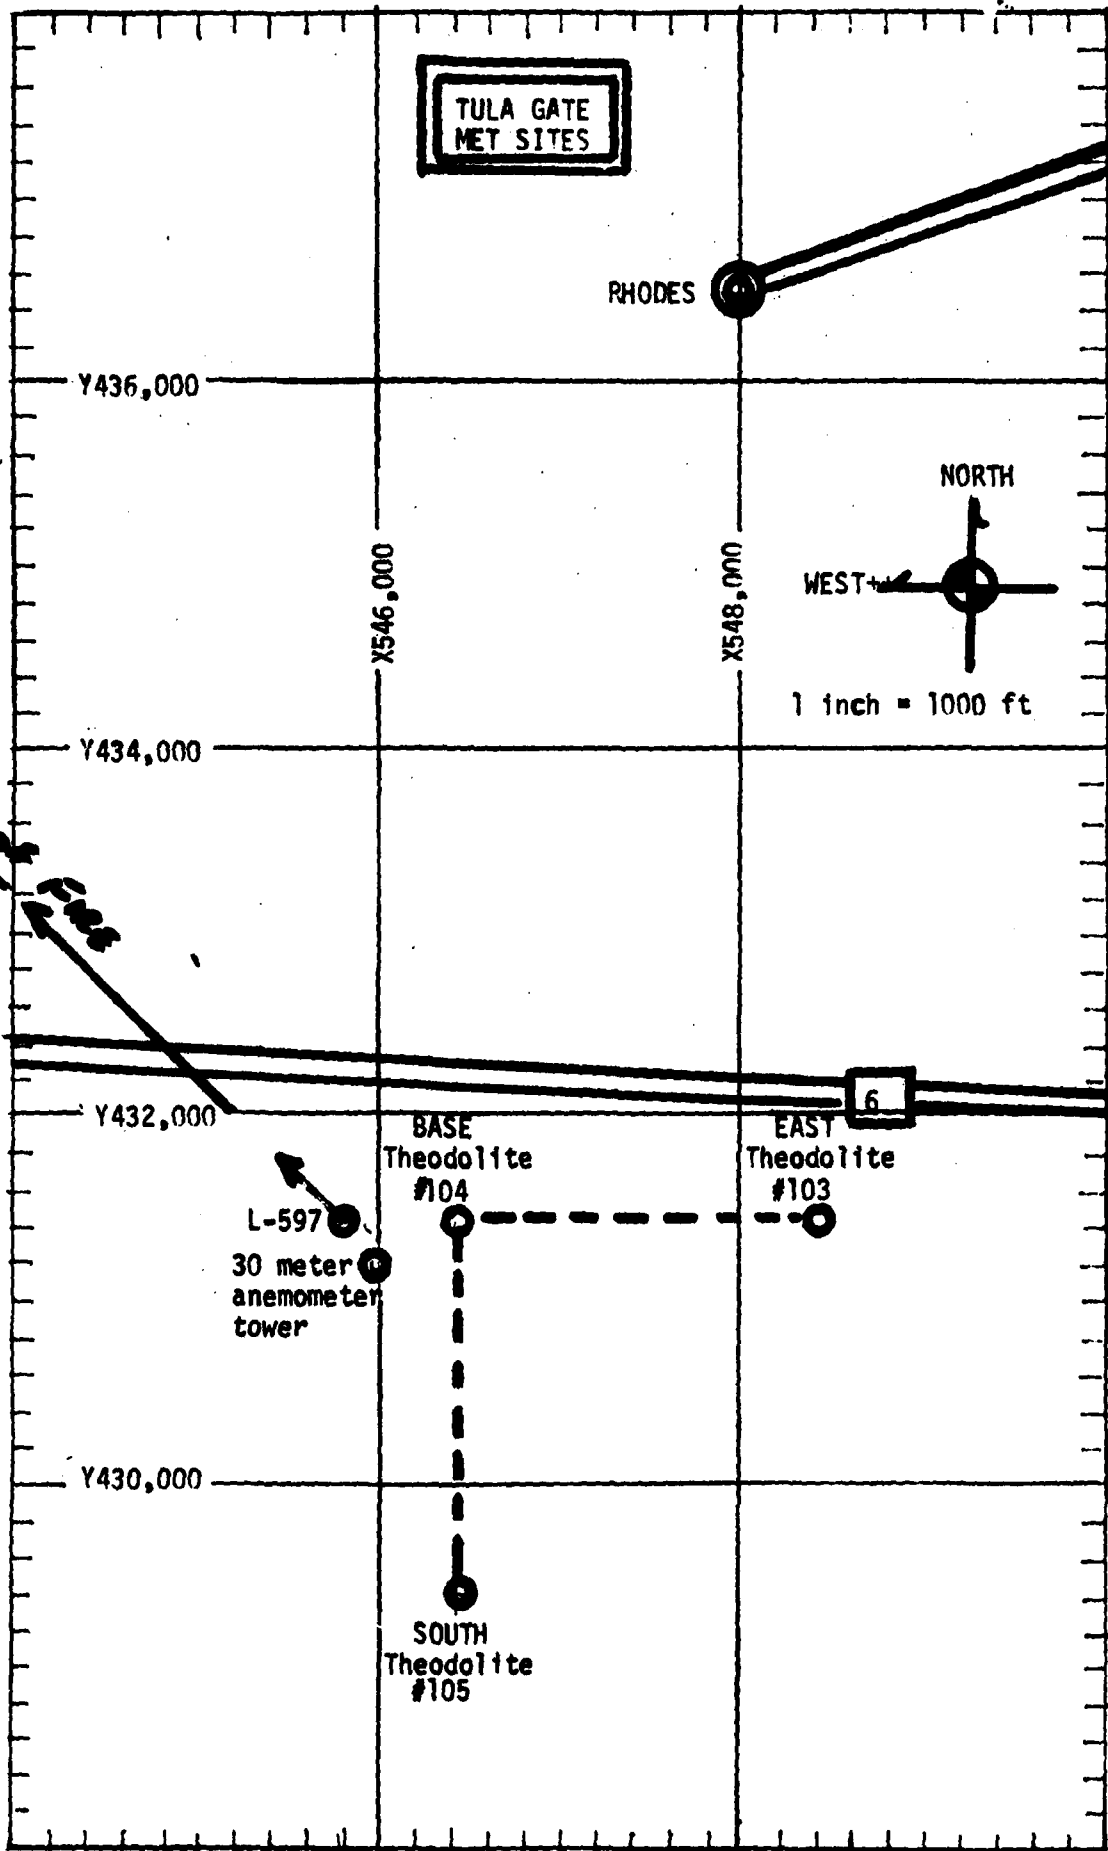 TULA GATE
MET SITES
RHODES
Y436,000
NORTH
X546,000
X548,000
WEST
1 inch = 1000 ft
Y434,000
6
Y432,000
BASE
Theodolite
#104
EAST
Theodolite
#103
L-597
30 meter
anemometer
tower
Y430,000
SOUTH
Theodolite
#105